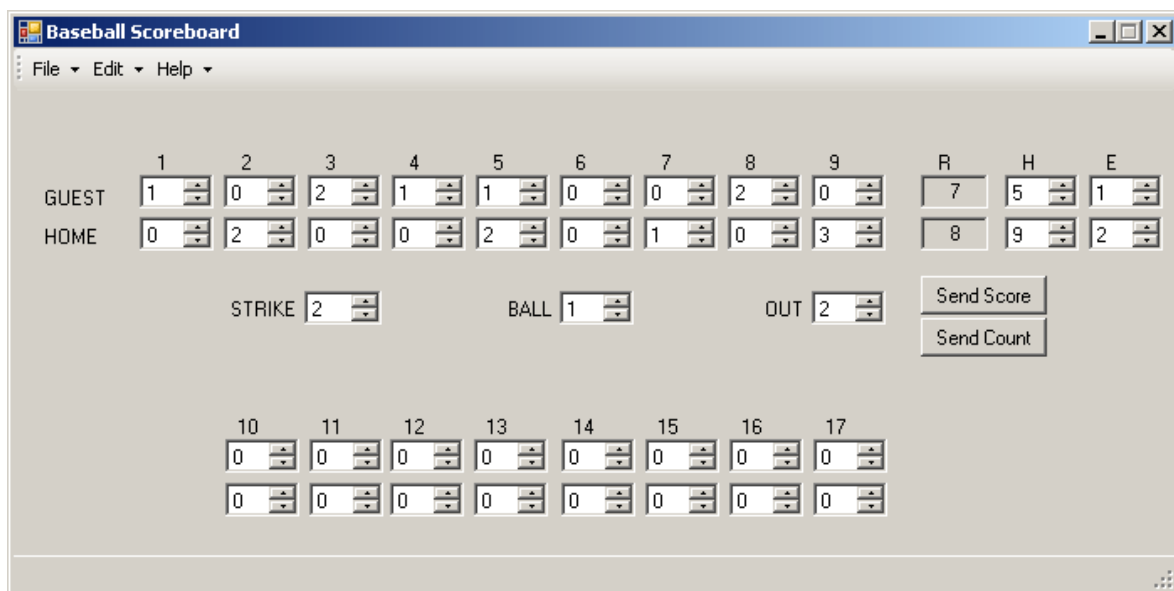 Baseball Scoreboard
File Edit Help
1 2 3 4 5 6 7 8 9 R H E
GUEST 1 0 2 1 1 0 0 2 0 7 5 1
HOME 0 2 0 0 2 0 1 0 3 8 9 2
STRIKE 2 BALL 1 OUT 2 Send Score
Send Count
10 11 12 13 14 15 16 17
0 0 0 0 0 0 0 0
0 0 0 0 0 0 0 0